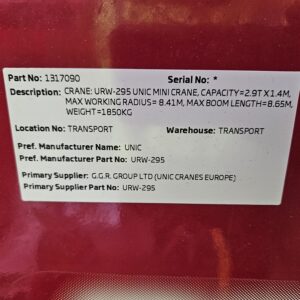 Part No: 1317090 Serial No: *
Description: CRANE: URW-295 UNIC MINI CRANE, CAPACITY=2.9T X 1.4M,
MAX WORKING RADIUS = 8.41M, MAX BOOM LENGTH=8.65M,
WEIGHT=1850KG
Location No: TRANSPORT Warehouse: TRANSPORT
Pref. Manufacturer Name: UNIC
Pref. Manufacturer Part No: URW-295
Primary Supplier: G.G.R. GROUP LTD (UNIC CRANES EUROPE)
Primary Supplier Part No: URW-295